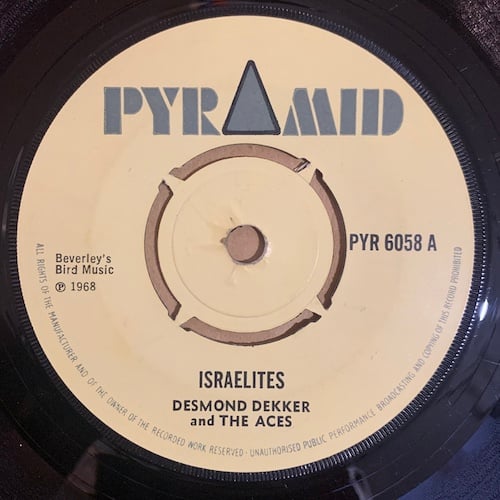 PYRAMID
PYR 6058 A
Beverley's
Bird Music
℗ 1968
ISRAELITES
DESMOND DEKKER
and THE ACES
ALL RIGHTS OF THE MANUFACTURER AND OF THE OWNER OF THE RECORDED WORK RESERVED · UNAUTHORISED PUBLIC PERFORMANCE BROADCASTING AND COPYING OF THIS RECORD PROHIBITED